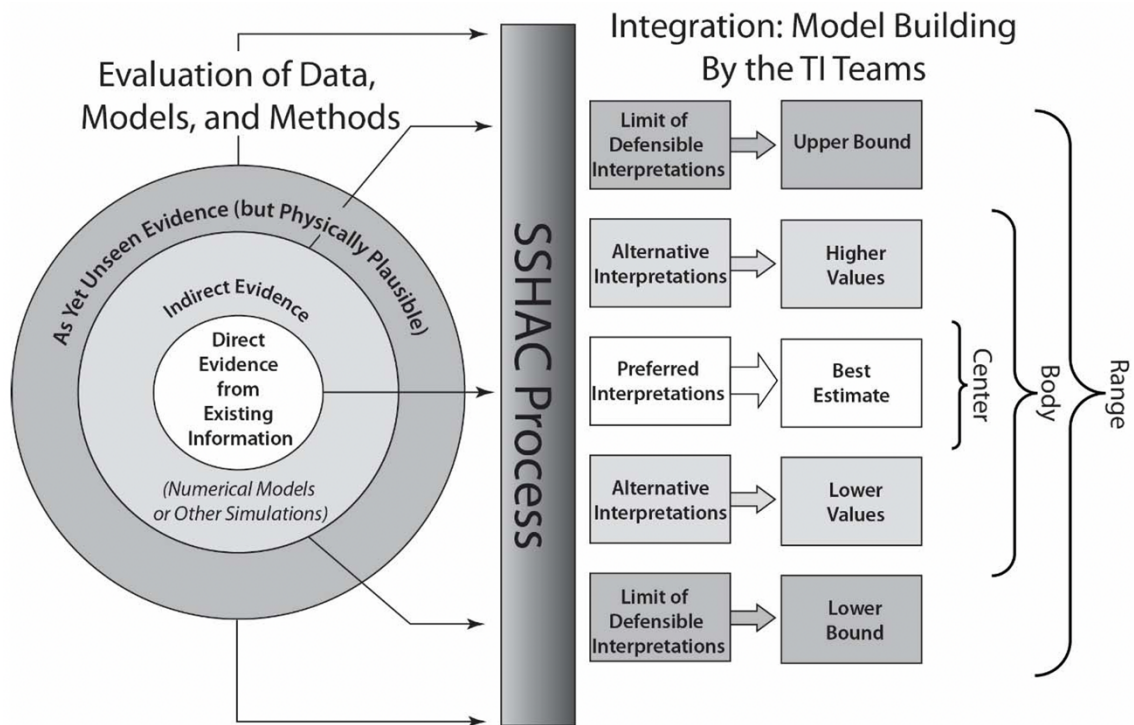 Evaluation of Data,
Models, and Methods
As Yet Unseen Evidence (but Physically Plausible)
Indirect Evidence
Direct
Evidence
from
Existing
Information
(Numerical Models
or Other Simulations)
SSHAC Process
Integration: Model Building
By the TI Teams
Limit of
Defensible
Interpretations
Upper Bound
Alternative
Interpretations
Higher
Values
Preferred
Interpretations
Best
Estimate
Alternative
Interpretations
Lower
Values
Limit of
Defensible
Interpretations
Lower
Bound
Center
Body
Range